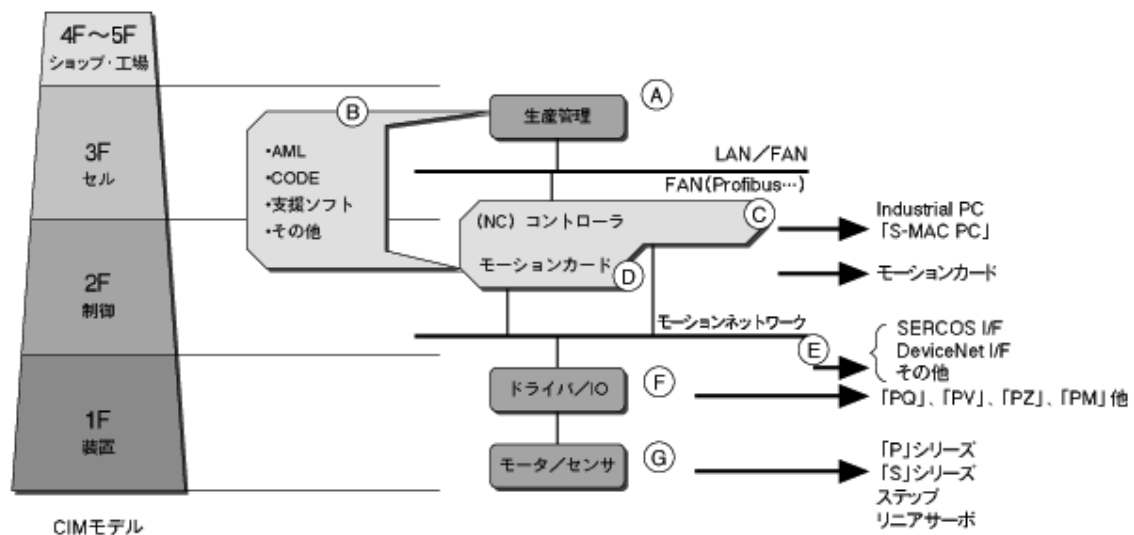 4F～5F
ショップ・工場
3F
セル
2F
制御
1F
装置
CIMモデル
B
・AML
・CODE
・支援ソフト
・その他
A
生産管理
LAN／FAN
FAN（Profibus…）
C
（NC）コントローラ
モーションカード
D
モーションネットワーク
E
ドライバ／IO
F
モータ／センサ
G
Industrial PC
「S-MAC PC」
モーションカード
SERCOS I/F
DeviceNet I/F
その他
「PQ」、「PV」、「PZ」、「PM」他
「P」シリーズ
「S」シリーズ
ステップ
リニアサーボ